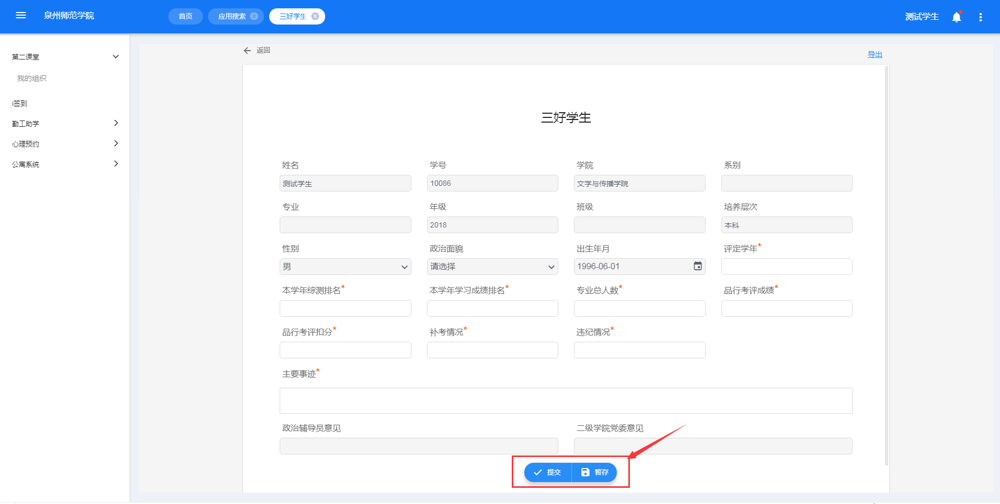 泉州师范学院
首页 应用搜索 三好学生
测试学生
第二课堂
我的组织
i签到
勤工助学
心理预约
公寓系统
返回
导出
三好学生
姓名 学号 学院 系别
测试学生 10086 文学与传播学院
专业 年级 班级 培养层次
2018 本科
性别 政治面貌 出生年月 评定学年*
男 请选择 1996-06-01
本学年综测排名* 本学年学习成绩排名* 专业总人数* 品行考评成绩*
品行考评扣分* 补考情况* 违纪情况*
主要事迹*
政治辅导员意见 二级学院党委意见
提交 暂存